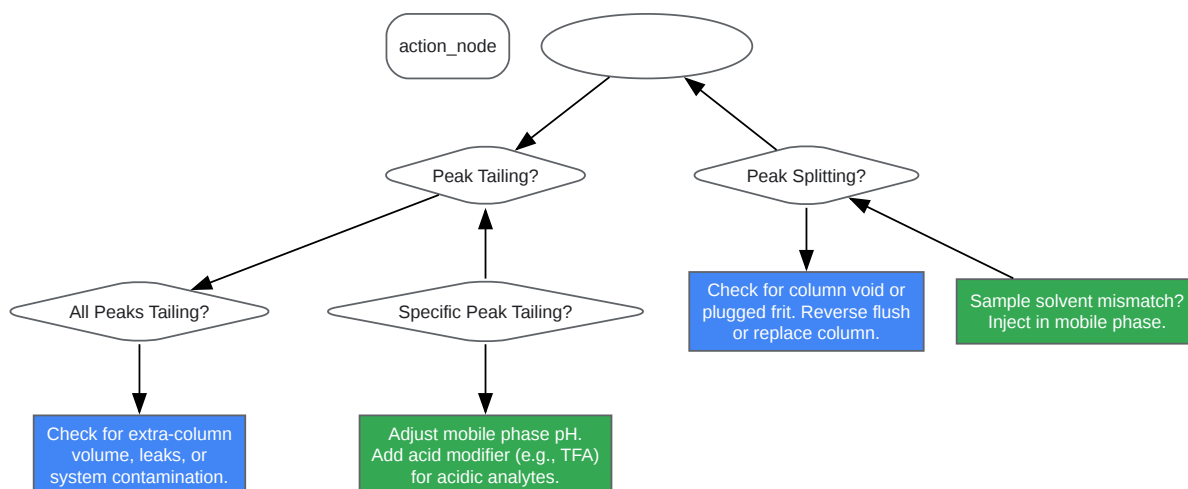 action_node
Peak Tailing?
Peak Splitting?
All Peaks Tailing?
Specific Peak Tailing?
Check for column void or
plugged frit. Reverse flush
or replace column.
Sample solvent mismatch?
Inject in mobile phase.
Check for extra-column
volume, leaks, or
system contamination.
Adjust mobile phase pH.
Add acid modifier (e.g., TFA)
for acidic analytes.